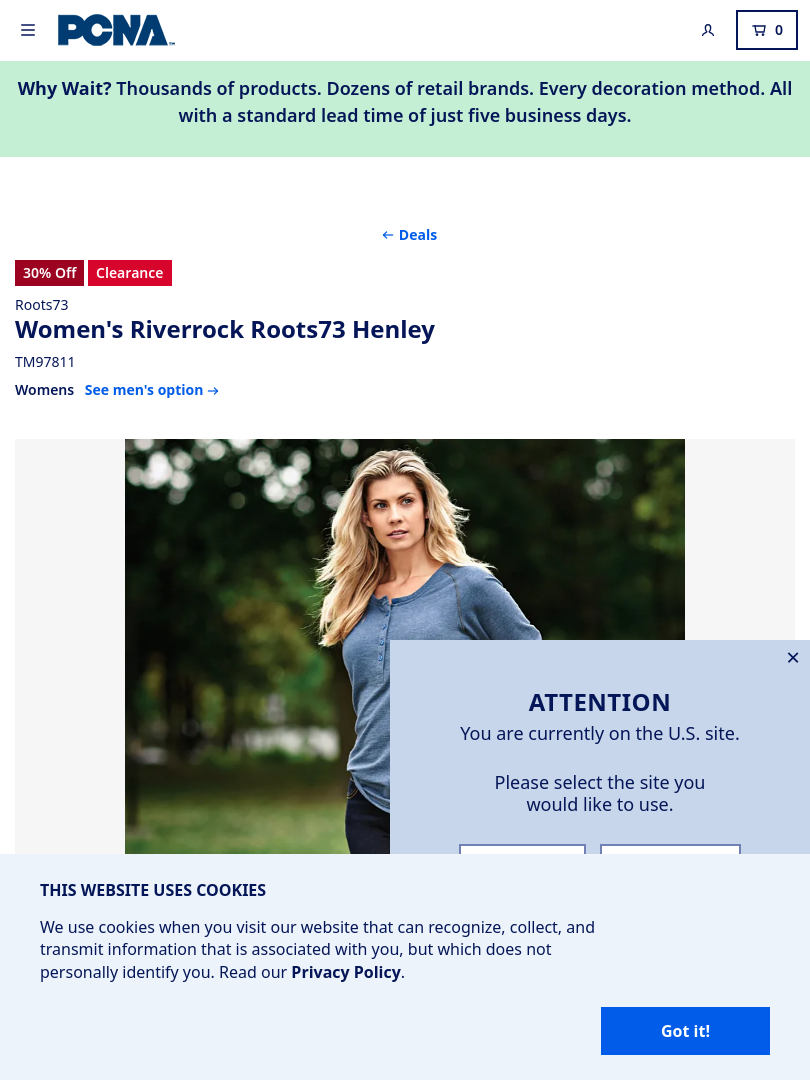 PCNA
0
Why Wait? Thousands of products. Dozens of retail brands. Every decoration method. All
with a standard lead time of just five business days.
← Deals
30% Off Clearance
Roots73
Women's Riverrock Roots73 Henley
TM97811
Womens See men's option →
ATTENTION
You are currently on the U.S. site.
Please select the site you
would like to use.
THIS WEBSITE USES COOKIES
We use cookies when you visit our website that can recognize, collect, and
transmit information that is associated with you, but which does not
personally identify you. Read our Privacy Policy.
Got it!